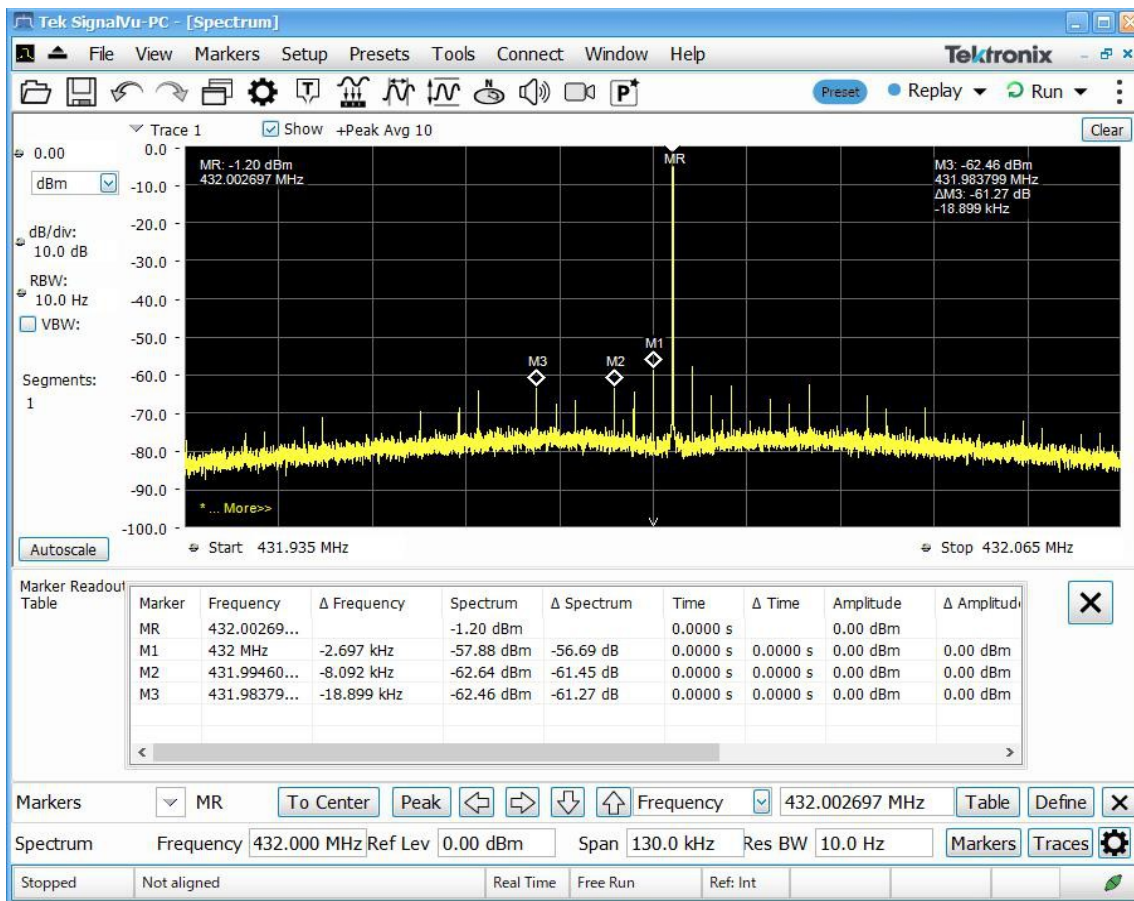 Tek SignalVu-PC - [Spectrum]
File View Markers Setup Presets Tools Connect Window Help Tektronix
T N P Preset Replay Run
Trace 1 Show +Peak Avg 10 Clear
0.00
dBm
dB/div:
10.0 dB
RBW:
10.0 Hz
VBW:
Segments:
1
Autoscale
0.0
-10.0
-20.0
-30.0
-40.0
-50.0
-60.0
-70.0
-80.0
-90.0
-100.0
MR: -1.20 dBm
432.002697 MHz
MR
M3: -62.46 dBm
431.983799 MHz
ΔM3: -61.27 dB
-18.899 kHz
M1
M3 M2
* ... More>>
Start 431.935 MHz Stop 432.065 MHz
Marker Readout
Table
Marker Frequency Δ Frequency Spectrum Δ Spectrum Time Δ Time Amplitude Δ Amplitud
MR 432.00269... -1.20 dBm 0.0000 s 0.00 dBm
M1 432 MHz -2.697 kHz -57.88 dBm -56.69 dB 0.0000 s 0.0000 s 0.00 dBm 0.00 dBm
M2 431.99460... -8.092 kHz -62.64 dBm -61.45 dB 0.0000 s 0.0000 s 0.00 dBm 0.00 dBm
M3 431.98379... -18.899 kHz -62.46 dBm -61.27 dB 0.0000 s 0.0000 s 0.00 dBm 0.00 dBm
Markers MR To Center Peak Frequency 432.002697 MHz Table Define
Spectrum Frequency 432.000 MHz Ref Lev 0.00 dBm Span 130.0 kHz Res BW 10.0 Hz Markers Traces
Stopped Not aligned Real Time Free Run Ref: Int